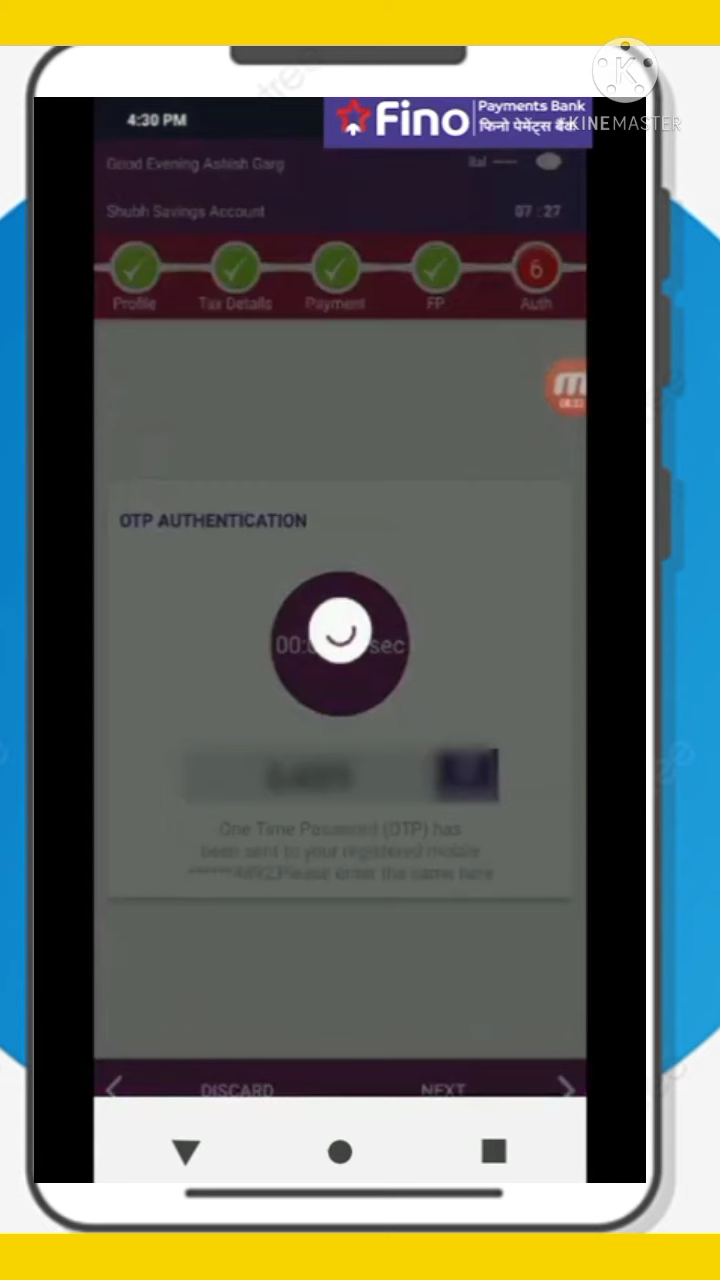 KINEMASTER
4:30 PM
Fino
Payments Bank
फिनो पेमेंट्स बैंक
Good Evening Ashish Garg
Bal
Shubh Savings Account
07 : 27
6
Profile
Tax Details
Payment
FP
Auth
OTP AUTHENTICATION
00: sec
One Time Password (OTP) has
been sent to your registered mobile
Please enter the same here
DISCARD
NEXT